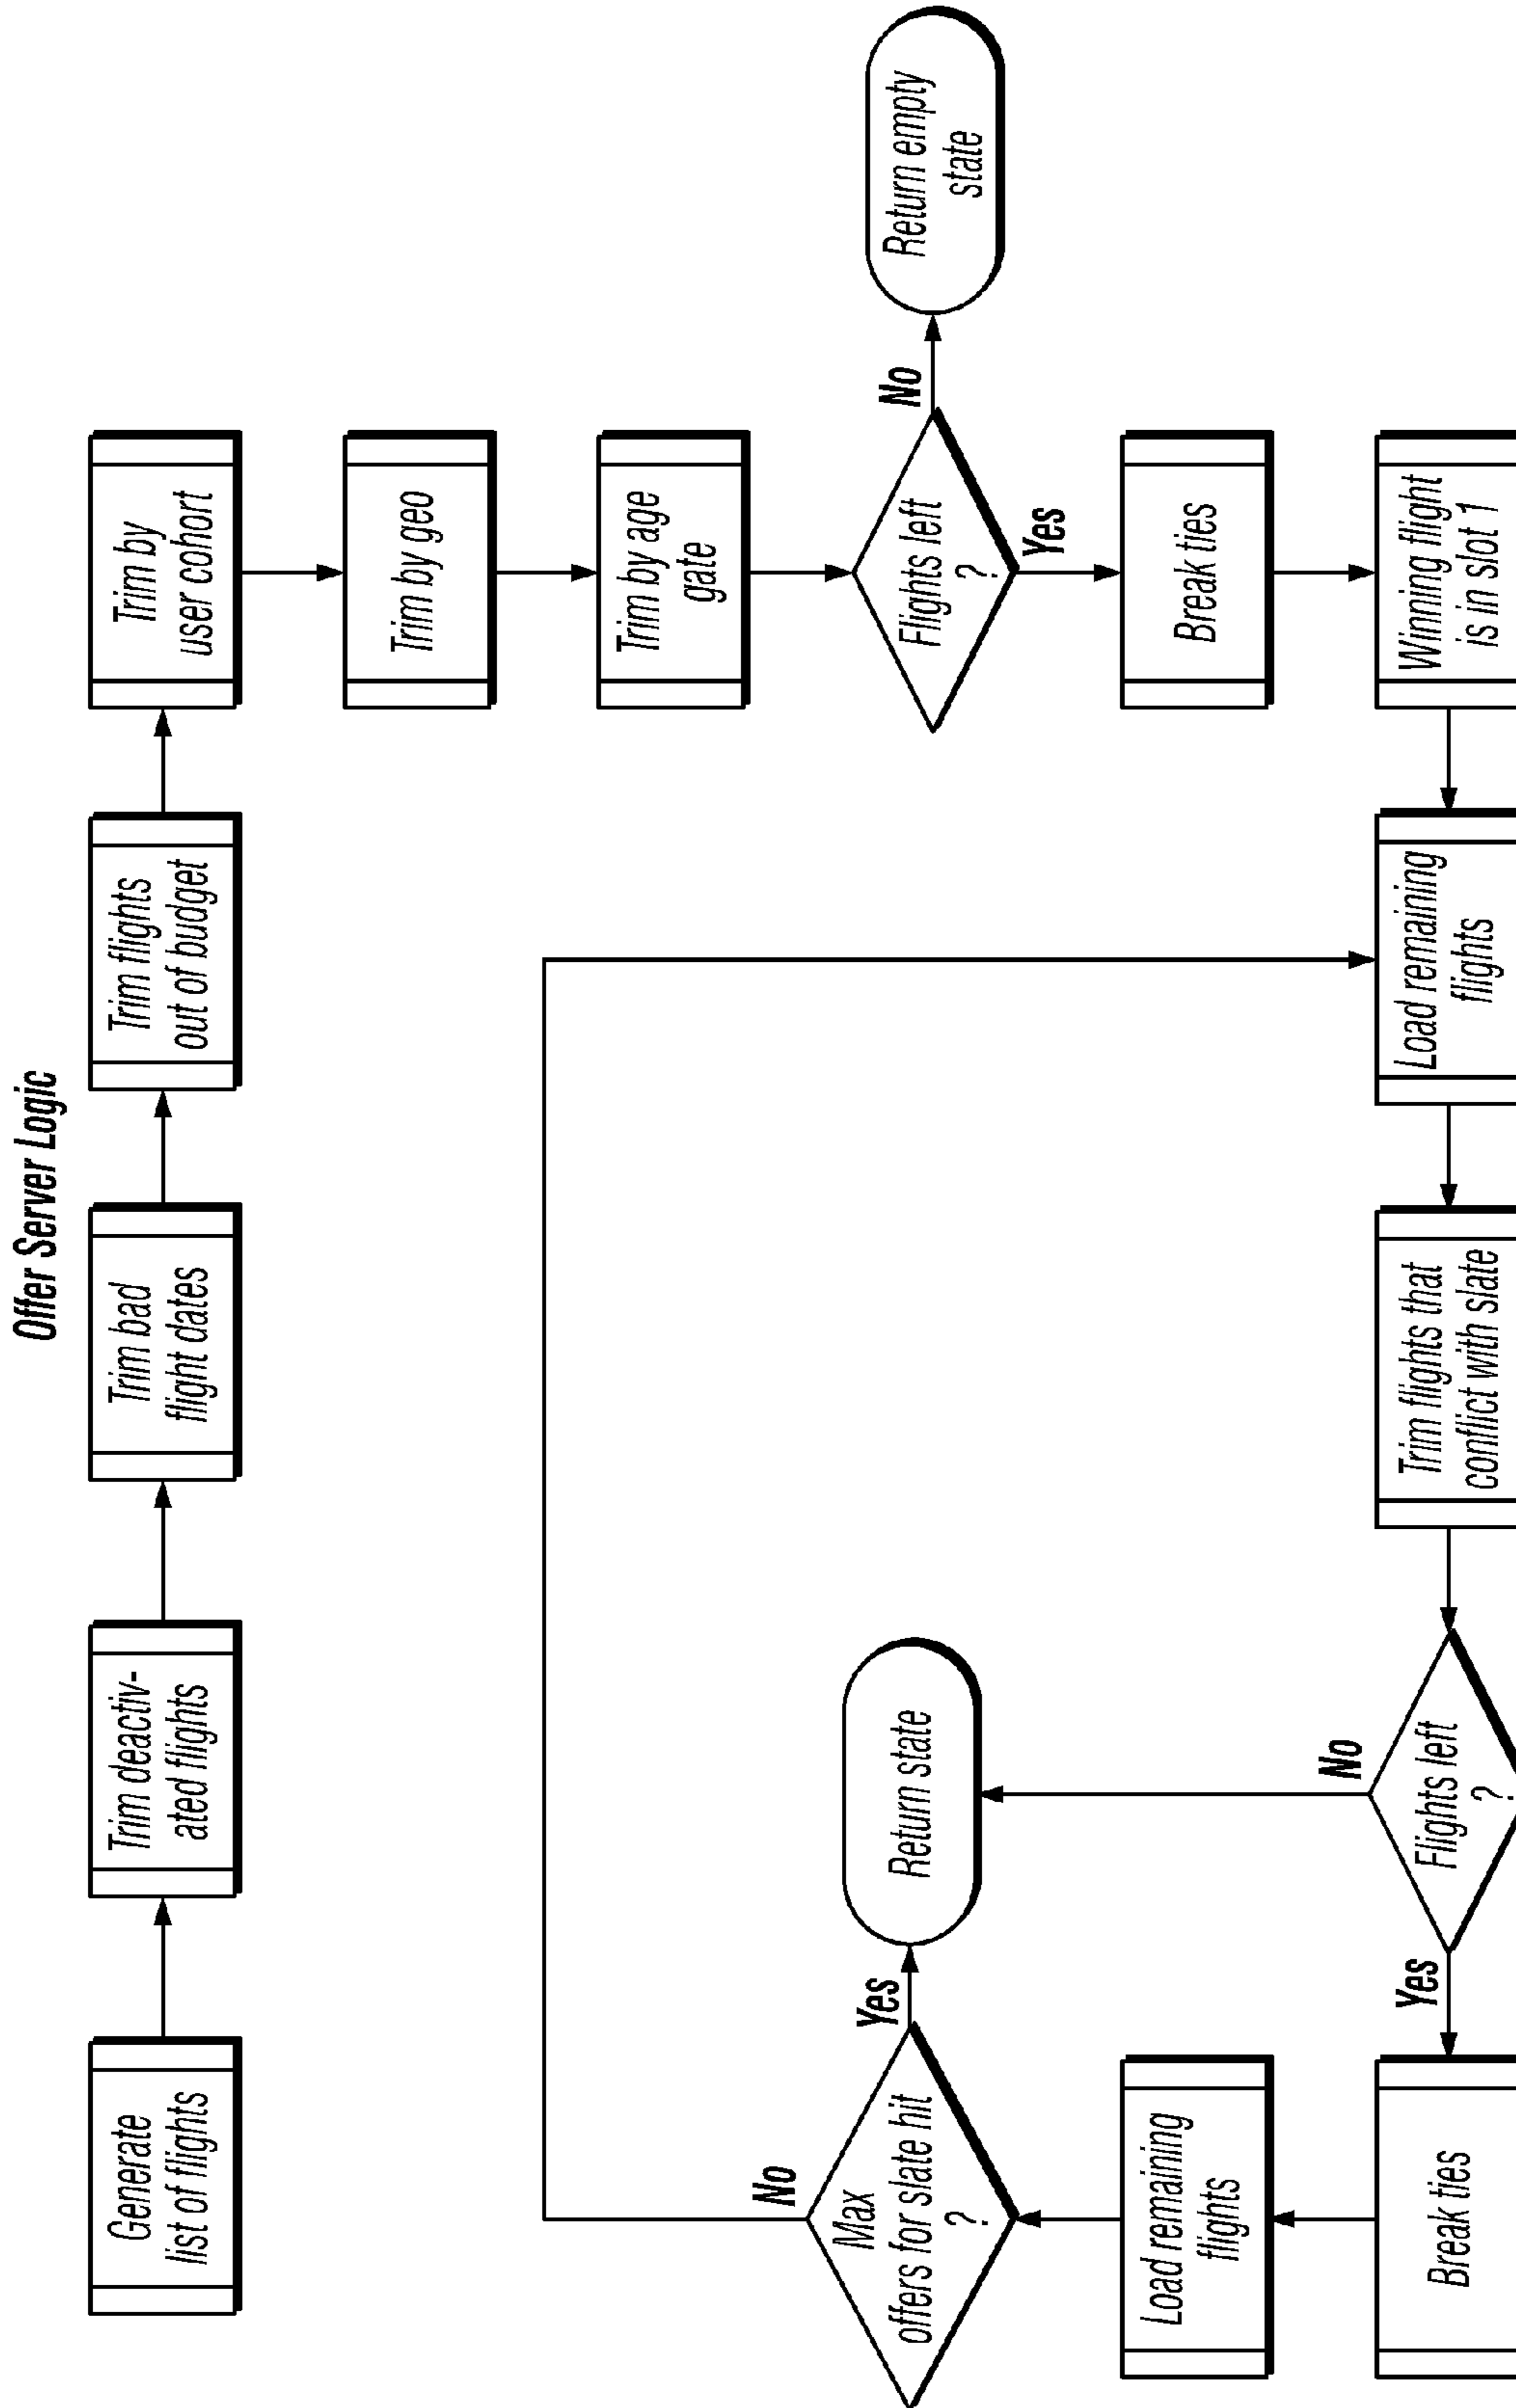 Offer Server Logic
Generate
list of flights
Trim deactiv-
ated flights
Trim bad
flight dates
Trim flights
out of budget
Trim by
user cohort
Trim by geo
Trim by age
gate
Flights left
?
No
Return empty
state
Yes
Break ties
Winning flight
is in slot 1
Load remaining
flights
Trim flights that
conflict with slate
Flights left
?
No
Return state
Yes
Break ties
Load remaining
flights
Max
offers for slate hit
?
Yes
No